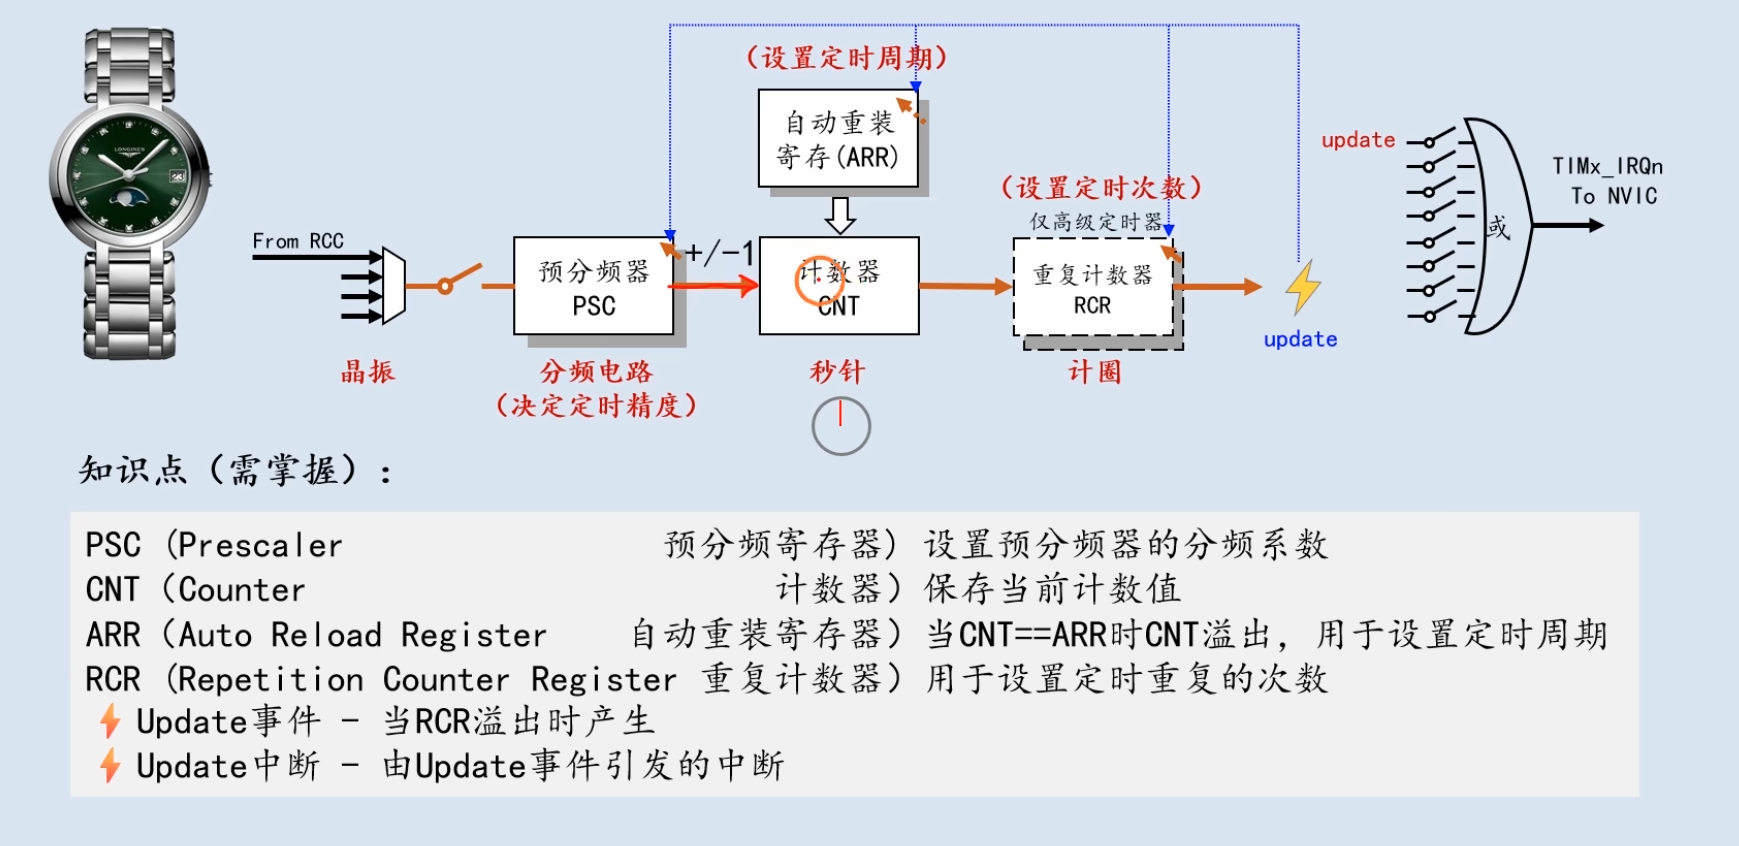 （设置定时周期）
自动重装
寄存(ARR)
LONGINES
（设置定时次数）
仅高级定时器
From RCC
+/-1
预分频器
PSC
计数器
CNT
重复计数器
RCR
update
update
或
TIMx_IRQn
To NVIC
晶振
分频电路
（决定定时精度）
秒针
计圈
知识点（需掌握）：
PSC (Prescaler 预分频寄存器) 设置预分频器的分频系数
CNT (Counter 计数器) 保存当前计数值
ARR (Auto Reload Register 自动重装寄存器) 当CNT==ARR时CNT溢出，用于设置定时周期
RCR (Repetition Counter Register 重复计数器) 用于设置定时重复的次数
Update事件 - 当RCR溢出时产生
Update中断 - 由Update事件引发的中断